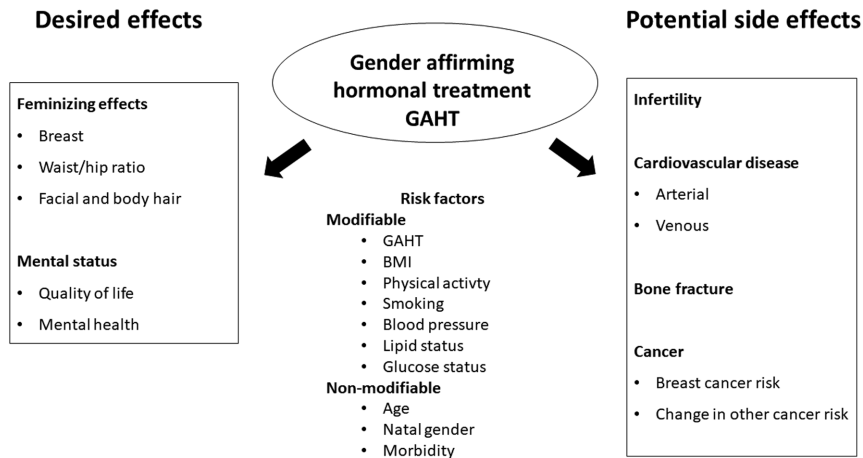 Desired effects
Feminizing effects
• Breast
• Waist/hip ratio
• Facial and body hair
Mental status
• Quality of life
• Mental health
Gender affirming
hormonal treatment
GAHT
Risk factors
Modifiable
• GAHT
• BMI
• Physical activty
• Smoking
• Blood pressure
• Lipid status
• Glucose status
Non-modifiable
• Age
• Natal gender
• Morbidity
Potential side effects
Infertility
Cardiovascular disease
• Arterial
• Venous
Bone fracture
Cancer
• Breast cancer risk
• Change in other cancer risk